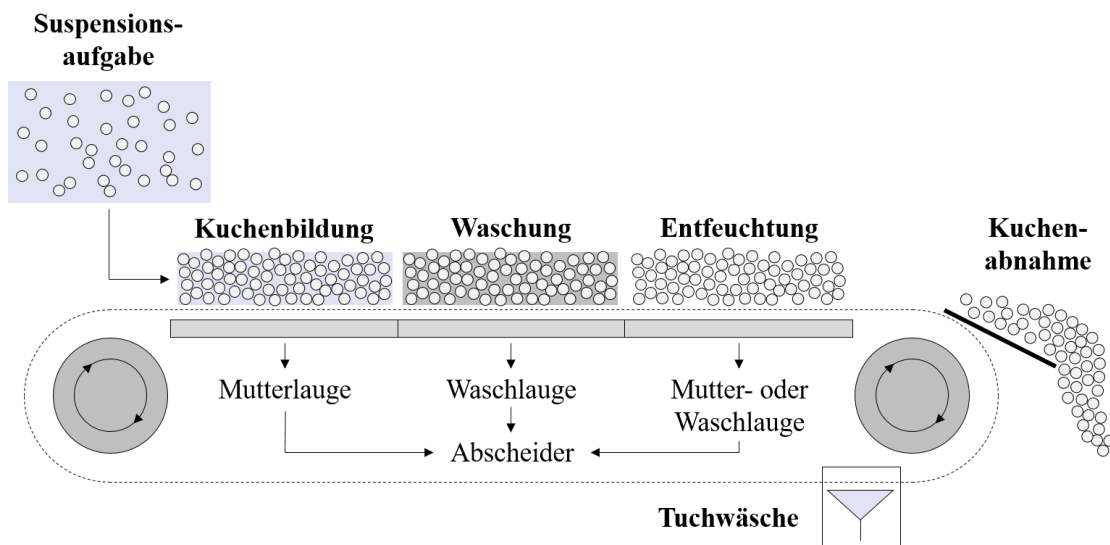 Suspensions-
aufgabe
Kuchenbildung
Waschung
Entfeuchtung
Kuchen-
abnahme
Mutterlauge
Waschlauge
Mutter- oder
Waschlauge
Abscheider
Tuchwäsche